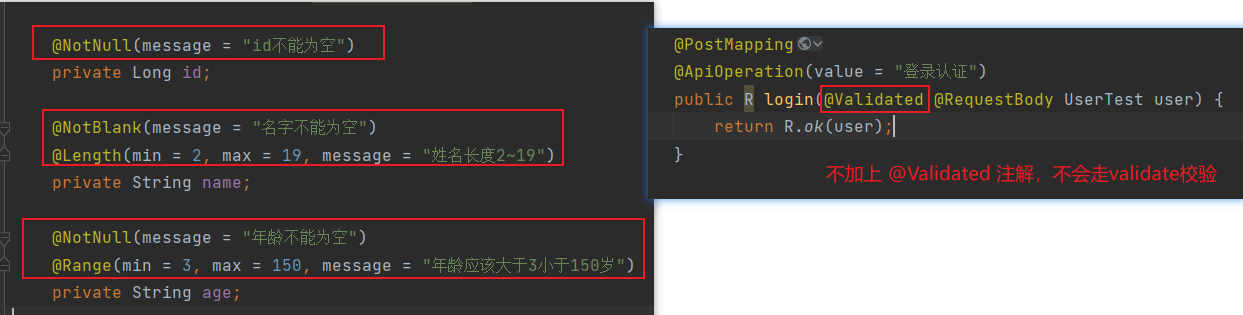 @NotNull(message = "id不能为空")
private Long id;
@NotBlank(message = "名字不能为空")
@Length(min = 2, max = 19, message = "姓名长度2~19")
private String name;
@NotNull(message = "年龄不能为空")
@Range(min = 3, max = 150, message = "年龄应该大于3小于150岁")
private String age;
@PostMapping
@ApiOperation(value = "登录认证")
public R login(@Validated @RequestBody UserTest user) {
return R.ok(user);
}
不加上 @Validated 注解，不会走validate校验